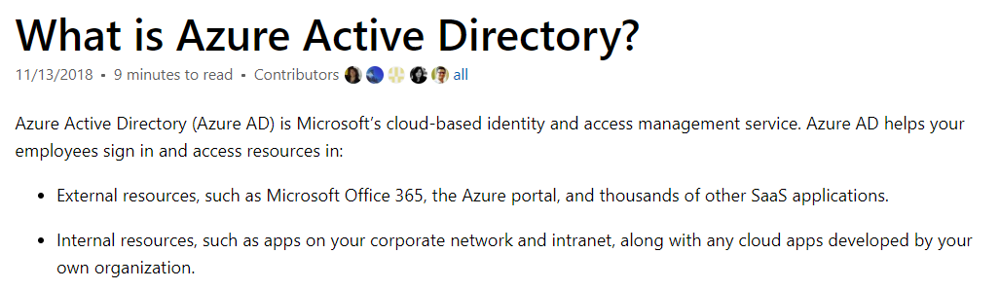 What is Azure Active Directory?
11/13/2018 • 9 minutes to read • Contributors all
Azure Active Directory (Azure AD) is Microsoft’s cloud-based identity and access management service. Azure AD helps your
employees sign in and access resources in:
• External resources, such as Microsoft Office 365, the Azure portal, and thousands of other SaaS applications.
• Internal resources, such as apps on your corporate network and intranet, along with any cloud apps developed by your
own organization.